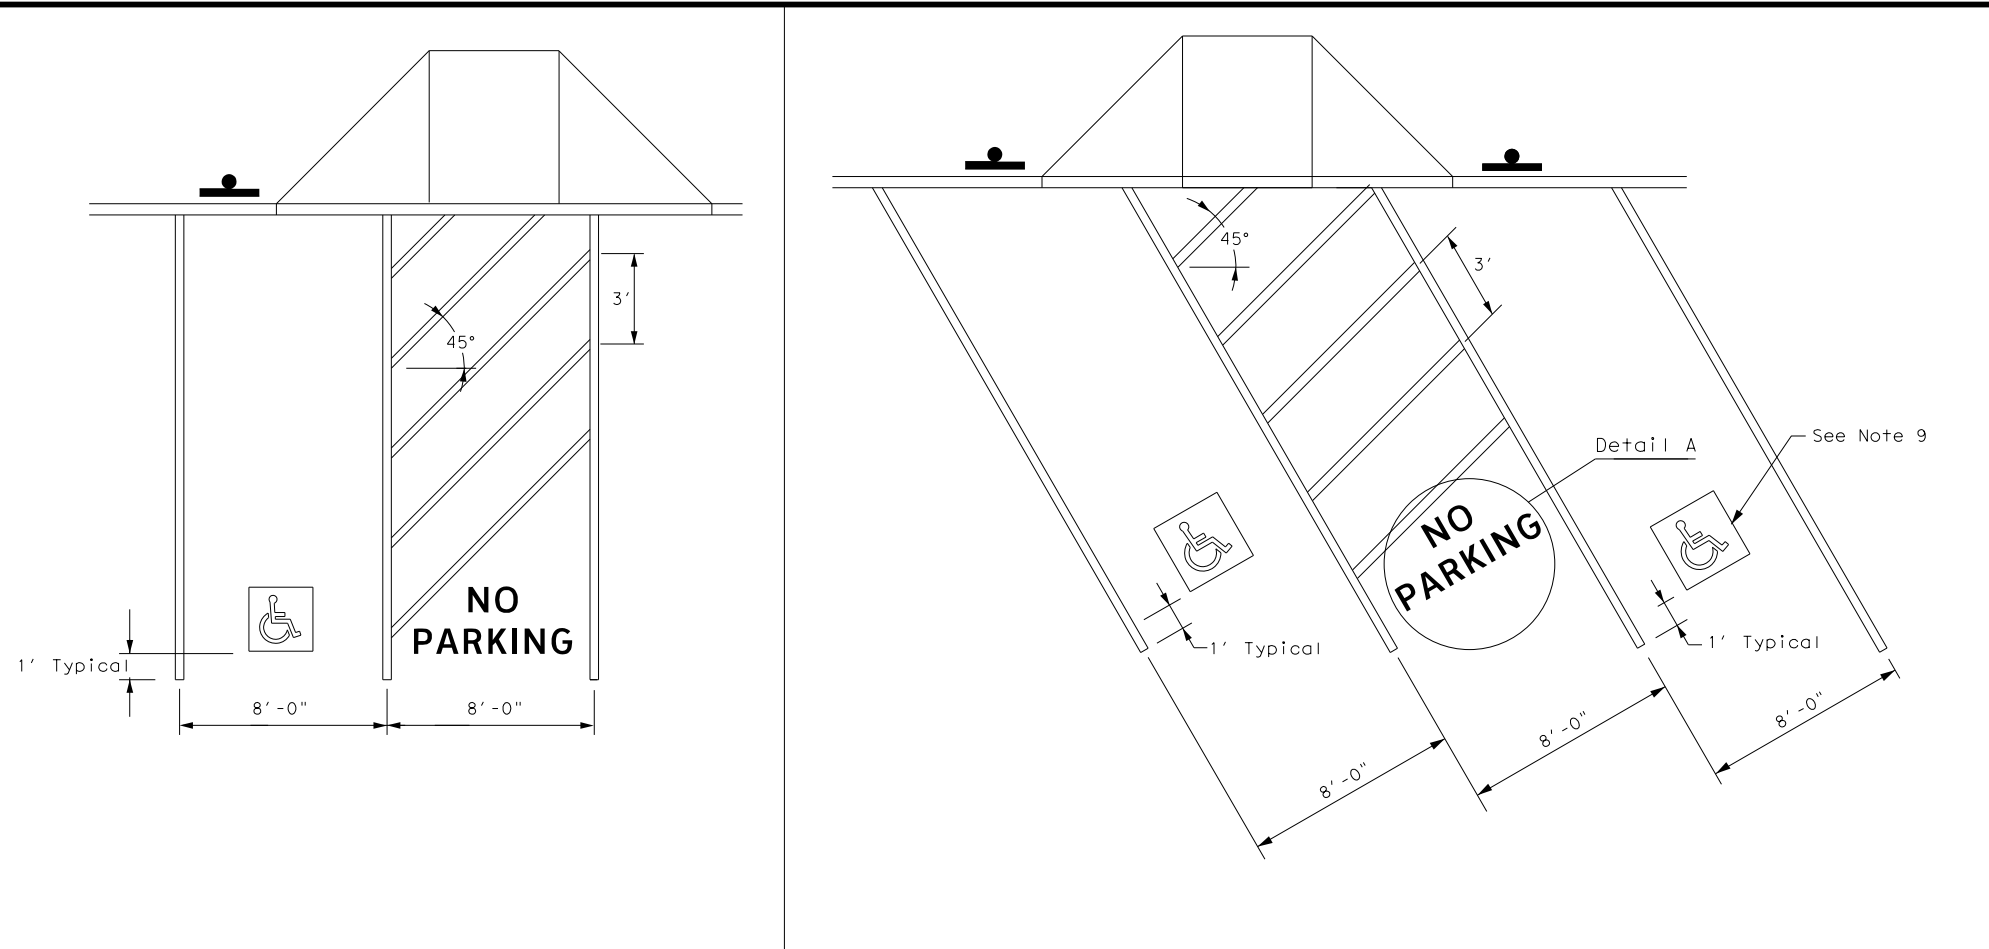 45°
3'
NO
PARKING
1' Typical
8'-0"
8'-0"
45°
3'
Detail A
See Note 9
NO
PARKING
1' Typical
1' Typical
8'-0"
8'-0"
8'-0"